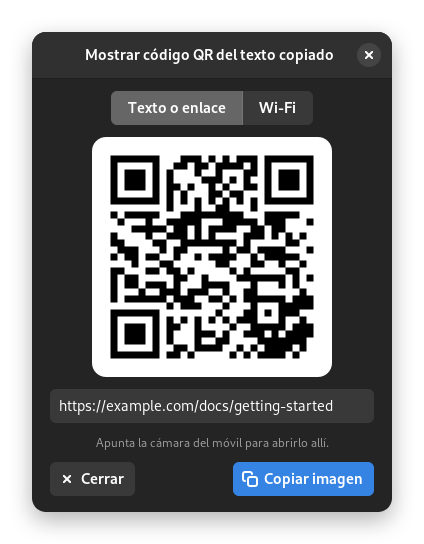 Mostrar código QR del texto copiado
Texto o enlace
Wi-Fi
https://example.com/docs/getting-started
Apunta la cámara del móvil para abrirlo allí.
Cerrar
Copiar imagen